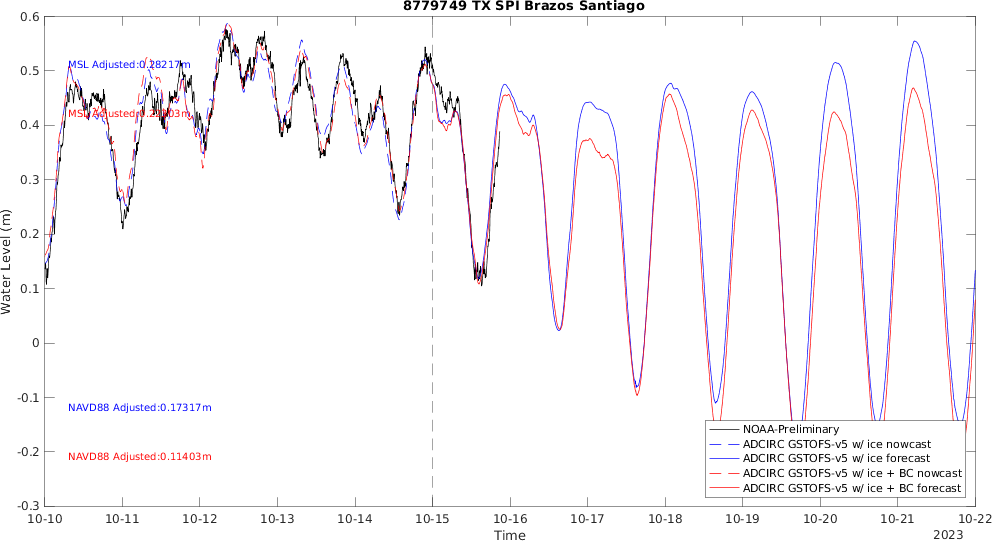 8779749 TX SPI Brazos Santiago
Water Level (m)
0.6
0.5
0.4
0.3
0.2
0.1
0
-0.1
-0.2
-0.3
MSL Adjusted:0.28217m
NAVD88 Adjusted:0.17317m
NAVD88 Adjusted:0.11403m
NOAA-Preliminary
ADCIRC GSTOFS-v5 w/ ice nowcast
ADCIRC GSTOFS-v5 w/ ice forecast
ADCIRC GSTOFS-v5 w/ ice + BC nowcast
ADCIRC GSTOFS-v5 w/ ice + BC forecast
10-10 10-11 10-12 10-13 10-14 10-15 10-16 10-17 10-18 10-19 10-20 10-21 10-22
Time
2023